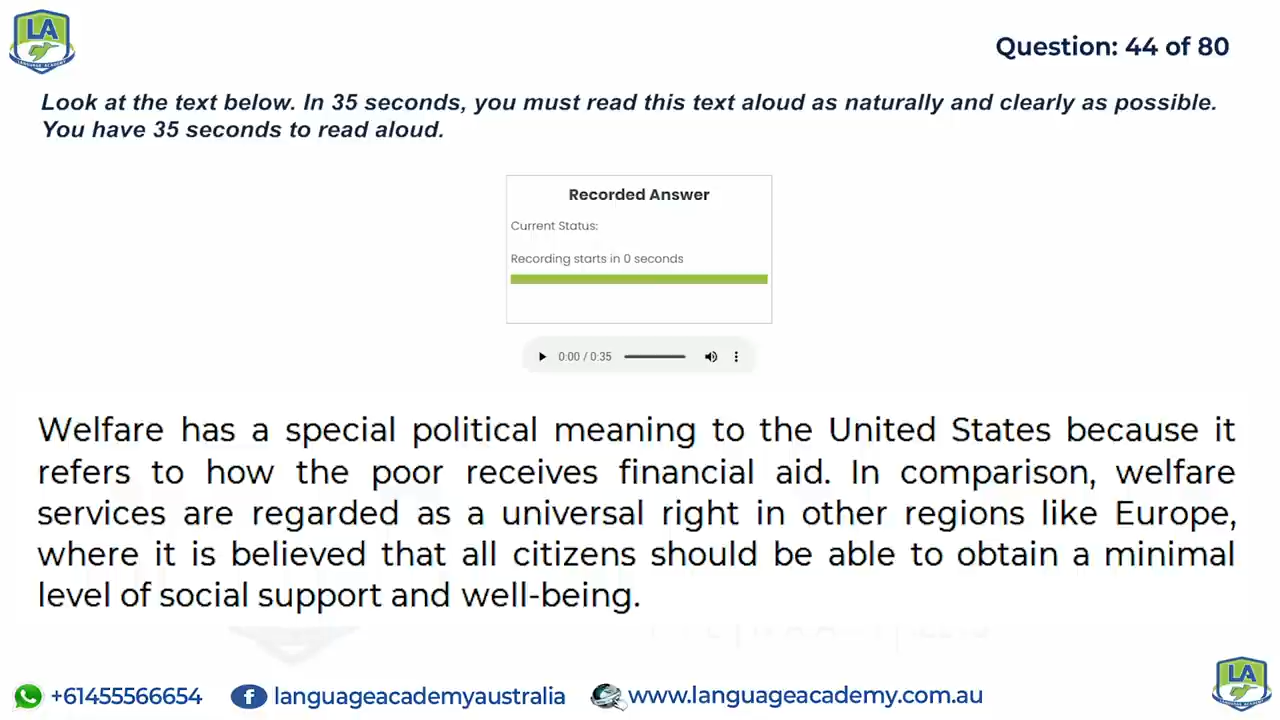 LA
LANGUAGE ACADEMY
Question: 44 of 80
Look at the text below. In 35 seconds, you must read this text aloud as naturally and clearly as possible.
You have 35 seconds to read aloud.
Recorded Answer
Current Status:
Recording starts in 0 seconds
0:00 / 0:35
Welfare has a special political meaning to the United States because it
refers to how the poor receives financial aid. In comparison, welfare
services are regarded as a universal right in other regions like Europe,
where it is believed that all citizens should be able to obtain a minimal
level of social support and well-being.
+61455566654 f languageacademyaustralia www.languageacademy.com.au
LA